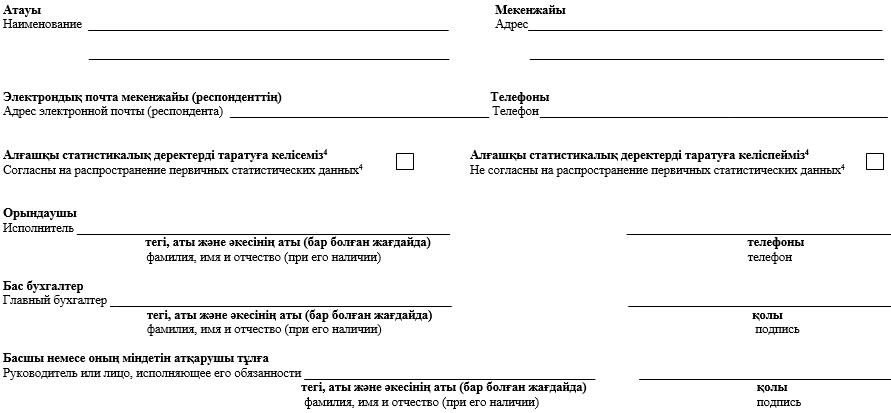 Атауы
Мекенжайы
Наименование
Адрес
Электрондық почта мекенжайы (респонденттің)
Телефоны
Адрес электронной почты (респондента)
Телефон
Алғашқы статистикалық деректерді таратуға келісеміз⁴
Алғашқы статистикалық деректерді таратуға келіспейміз⁴
Согласны на распространение первичных статистических данных⁴
Не согласны на распространение первичных статистических данных⁴
Орындаушы
Исполнитель
тегі, аты және әкесінің аты (бар болған жағдайда)
телефоны
фамилия, имя и отчество (при его наличии)
телефон
Бас бухгалтер
Главный бухгалтер
тегі, аты және әкесінің аты (бар болған жағдайда)
қолы
фамилия, имя и отчество (при его наличии)
подпись
Басшы немесе оның міндетін атқарушы тұлға
Руководитель или лицо, исполняющее его обязанности
тегі, аты және әкесінің аты (бар болған жағдайда)
қолы
фамилия, имя и отчество (при его наличии)
подпись